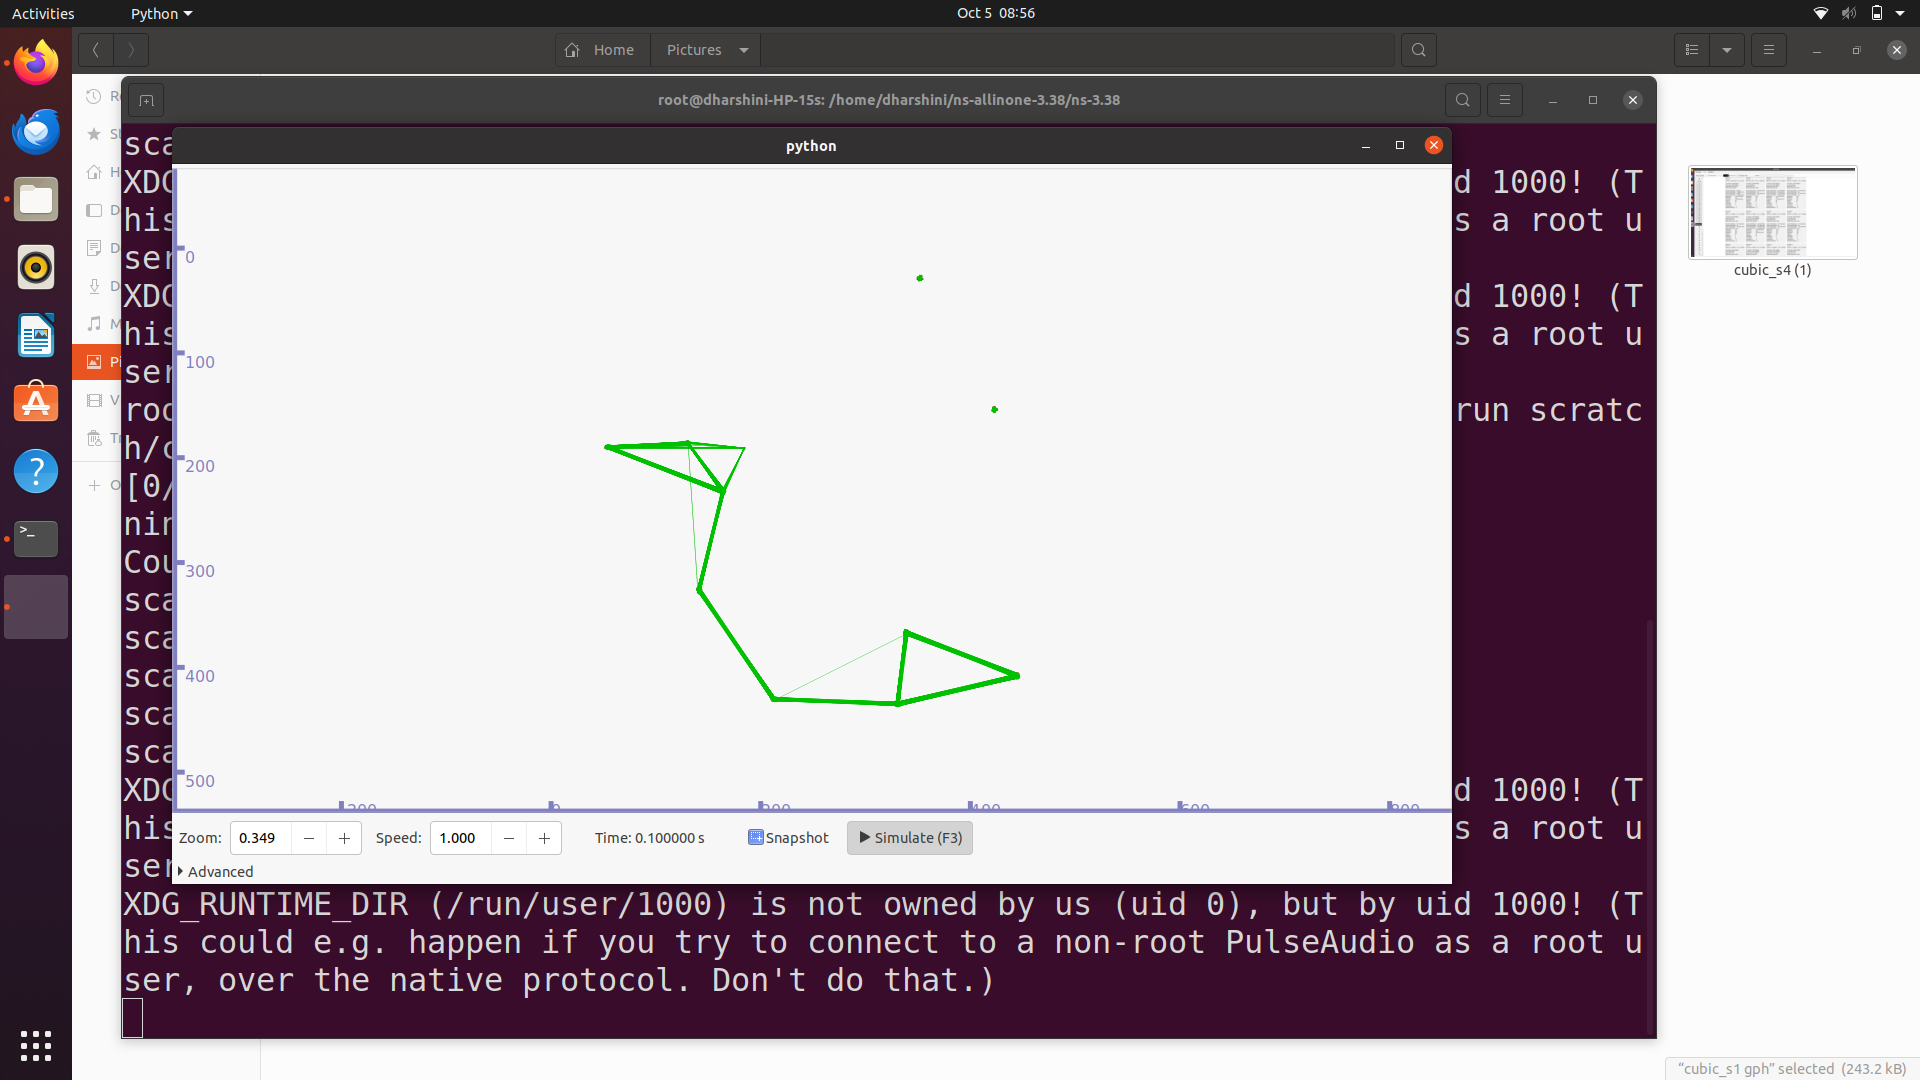 Activities
Python
Oct 5 08:56
Home
Pictures
root@dharshini-HP-15s: /home/dharshini/ns-allinone-3.38/ns-3.38
python
sca
XDG d 1000! (T
his s a root u
ser
XDG d 1000! (T
his s a root u
ser
roo run scratc
h/c
[0/
nin
Cou
sca
sca
sca
sca
sca
XDG d 1000! (T
his s a root u
ser
XDG_RUNTIME_DIR (/run/user/1000) is not owned by us (uid 0), but by uid 1000! (T
his could e.g. happen if you try to connect to a non-root PulseAudio as a root u
ser, over the native protocol. Don't do that.)
0
100
200
300
400
500
Zoom: 0.349 − + Speed: 1.000 − + Time: 0.100000 s Snapshot Simulate (F3)
Advanced
cubic_s4 (1)
"cubic_s1 gph" selected (243.2 kB)